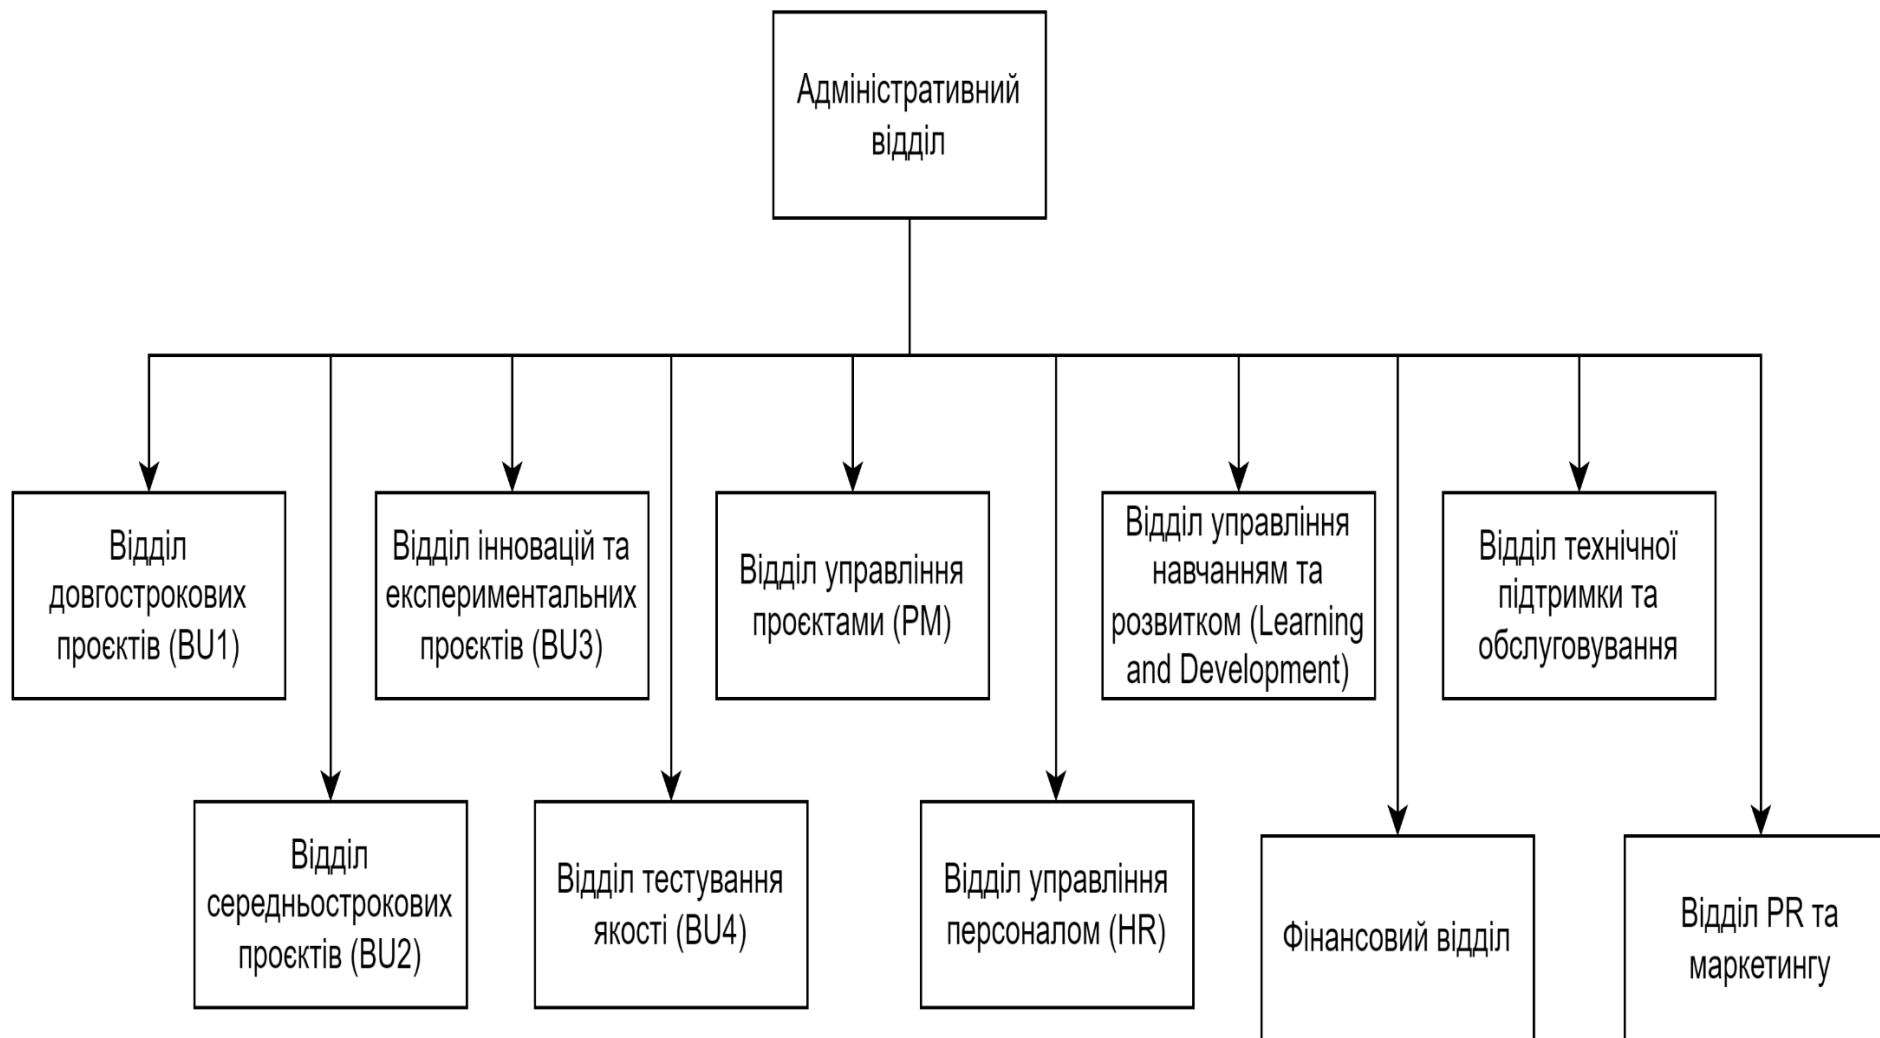 Адміністративний
відділ
Відділ
довгострокових
проєктів (BU1)
Відділ інновацій та
експериментальних
проєктів (BU3)
Відділ управління
проєктами (PM)
Відділ управління
навчанням та
розвитком (Learning
and Development)
Відділ технічної
підтримки та
обслуговування
Відділ
середньострокових
проєктів (BU2)
Відділ тестування
якості (BU4)
Відділ управління
персоналом (HR)
Фінансовий відділ
Відділ PR та
маркетингу